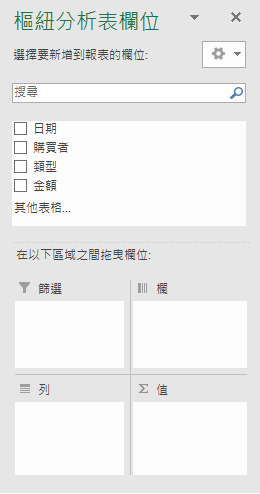 樞紐分析表欄位
選擇要新增到報表的欄位:
搜尋
日期
購買者
類型
金額
其他表格...
在以下區域之間拖曳欄位:
篩選
欄
列
Σ 值